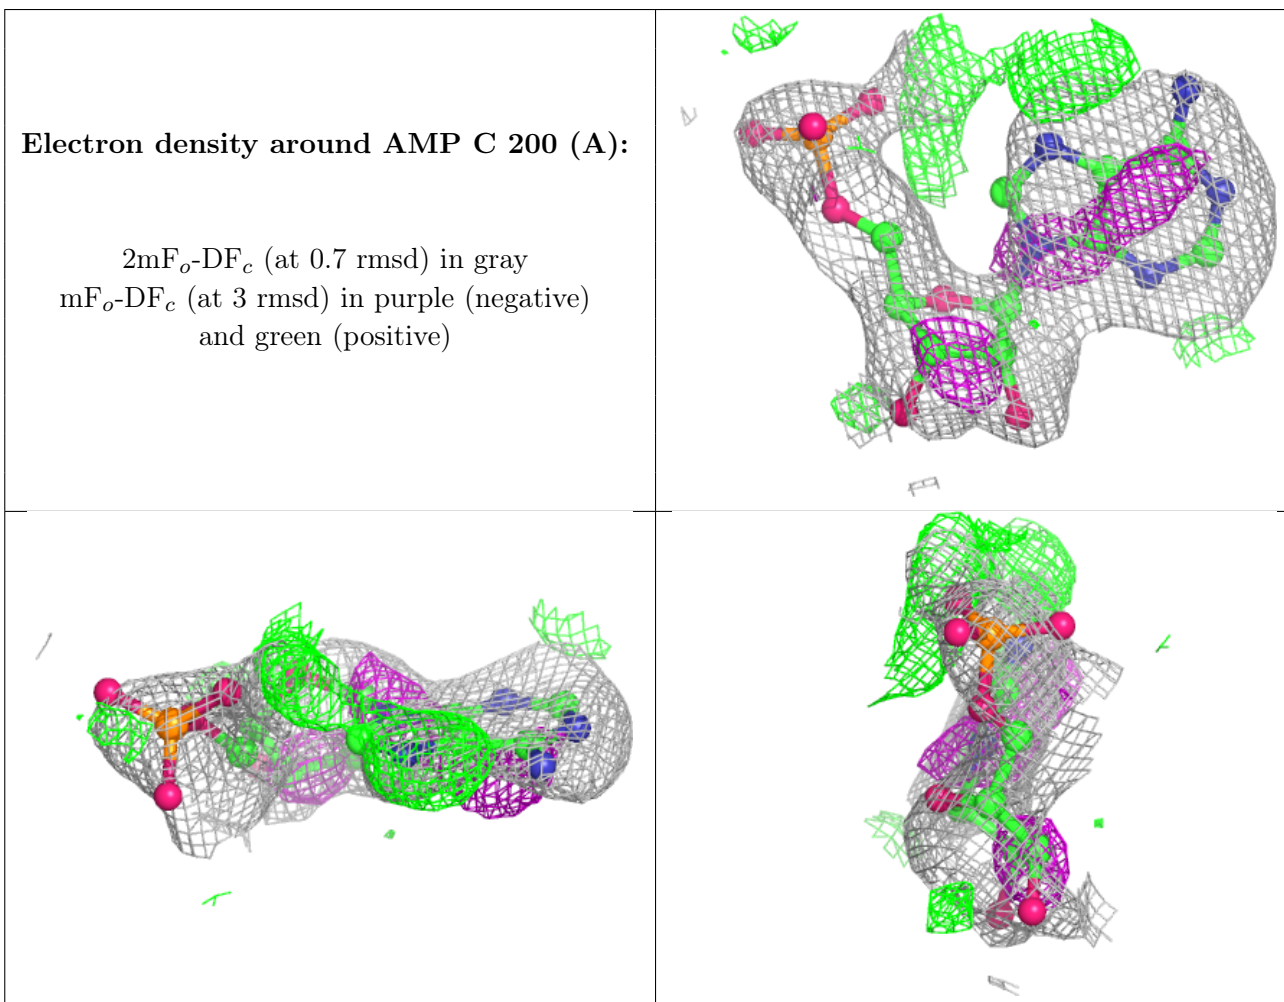 Electron density around AMP C 200 (A):
2mFo-DFc (at 0.7 rmsd) in gray
mFo-DFc (at 3 rmsd) in purple (negative)
and green (positive)